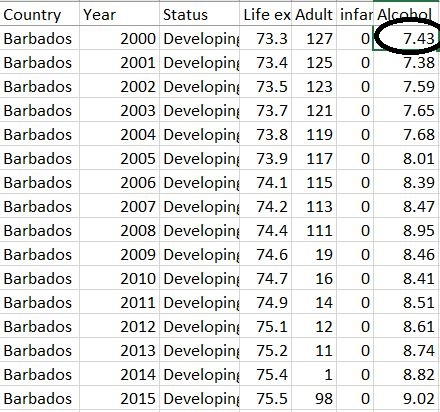 Country Year Status Life ex Adult infan Alcohol
Barbados 2000 Developing 73.3 127 0 7.43
Barbados 2001 Developing 73.4 125 0 7.38
Barbados 2002 Developing 73.5 123 0 7.59
Barbados 2003 Developing 73.7 121 0 7.65
Barbados 2004 Developing 73.8 119 0 7.68
Barbados 2005 Developing 73.9 117 0 8.01
Barbados 2006 Developing 74.1 115 0 8.39
Barbados 2007 Developing 74.2 113 0 8.47
Barbados 2008 Developing 74.4 111 0 8.95
Barbados 2009 Developing 74.6 19 0 8.46
Barbados 2010 Developing 74.7 16 0 8.41
Barbados 2011 Developing 74.9 14 0 8.51
Barbados 2012 Developing 75.1 12 0 8.61
Barbados 2013 Developing 75.2 11 0 8.74
Barbados 2014 Developing 75.4 1 0 8.82
Barbados 2015 Developing 75.5 98 0 9.02